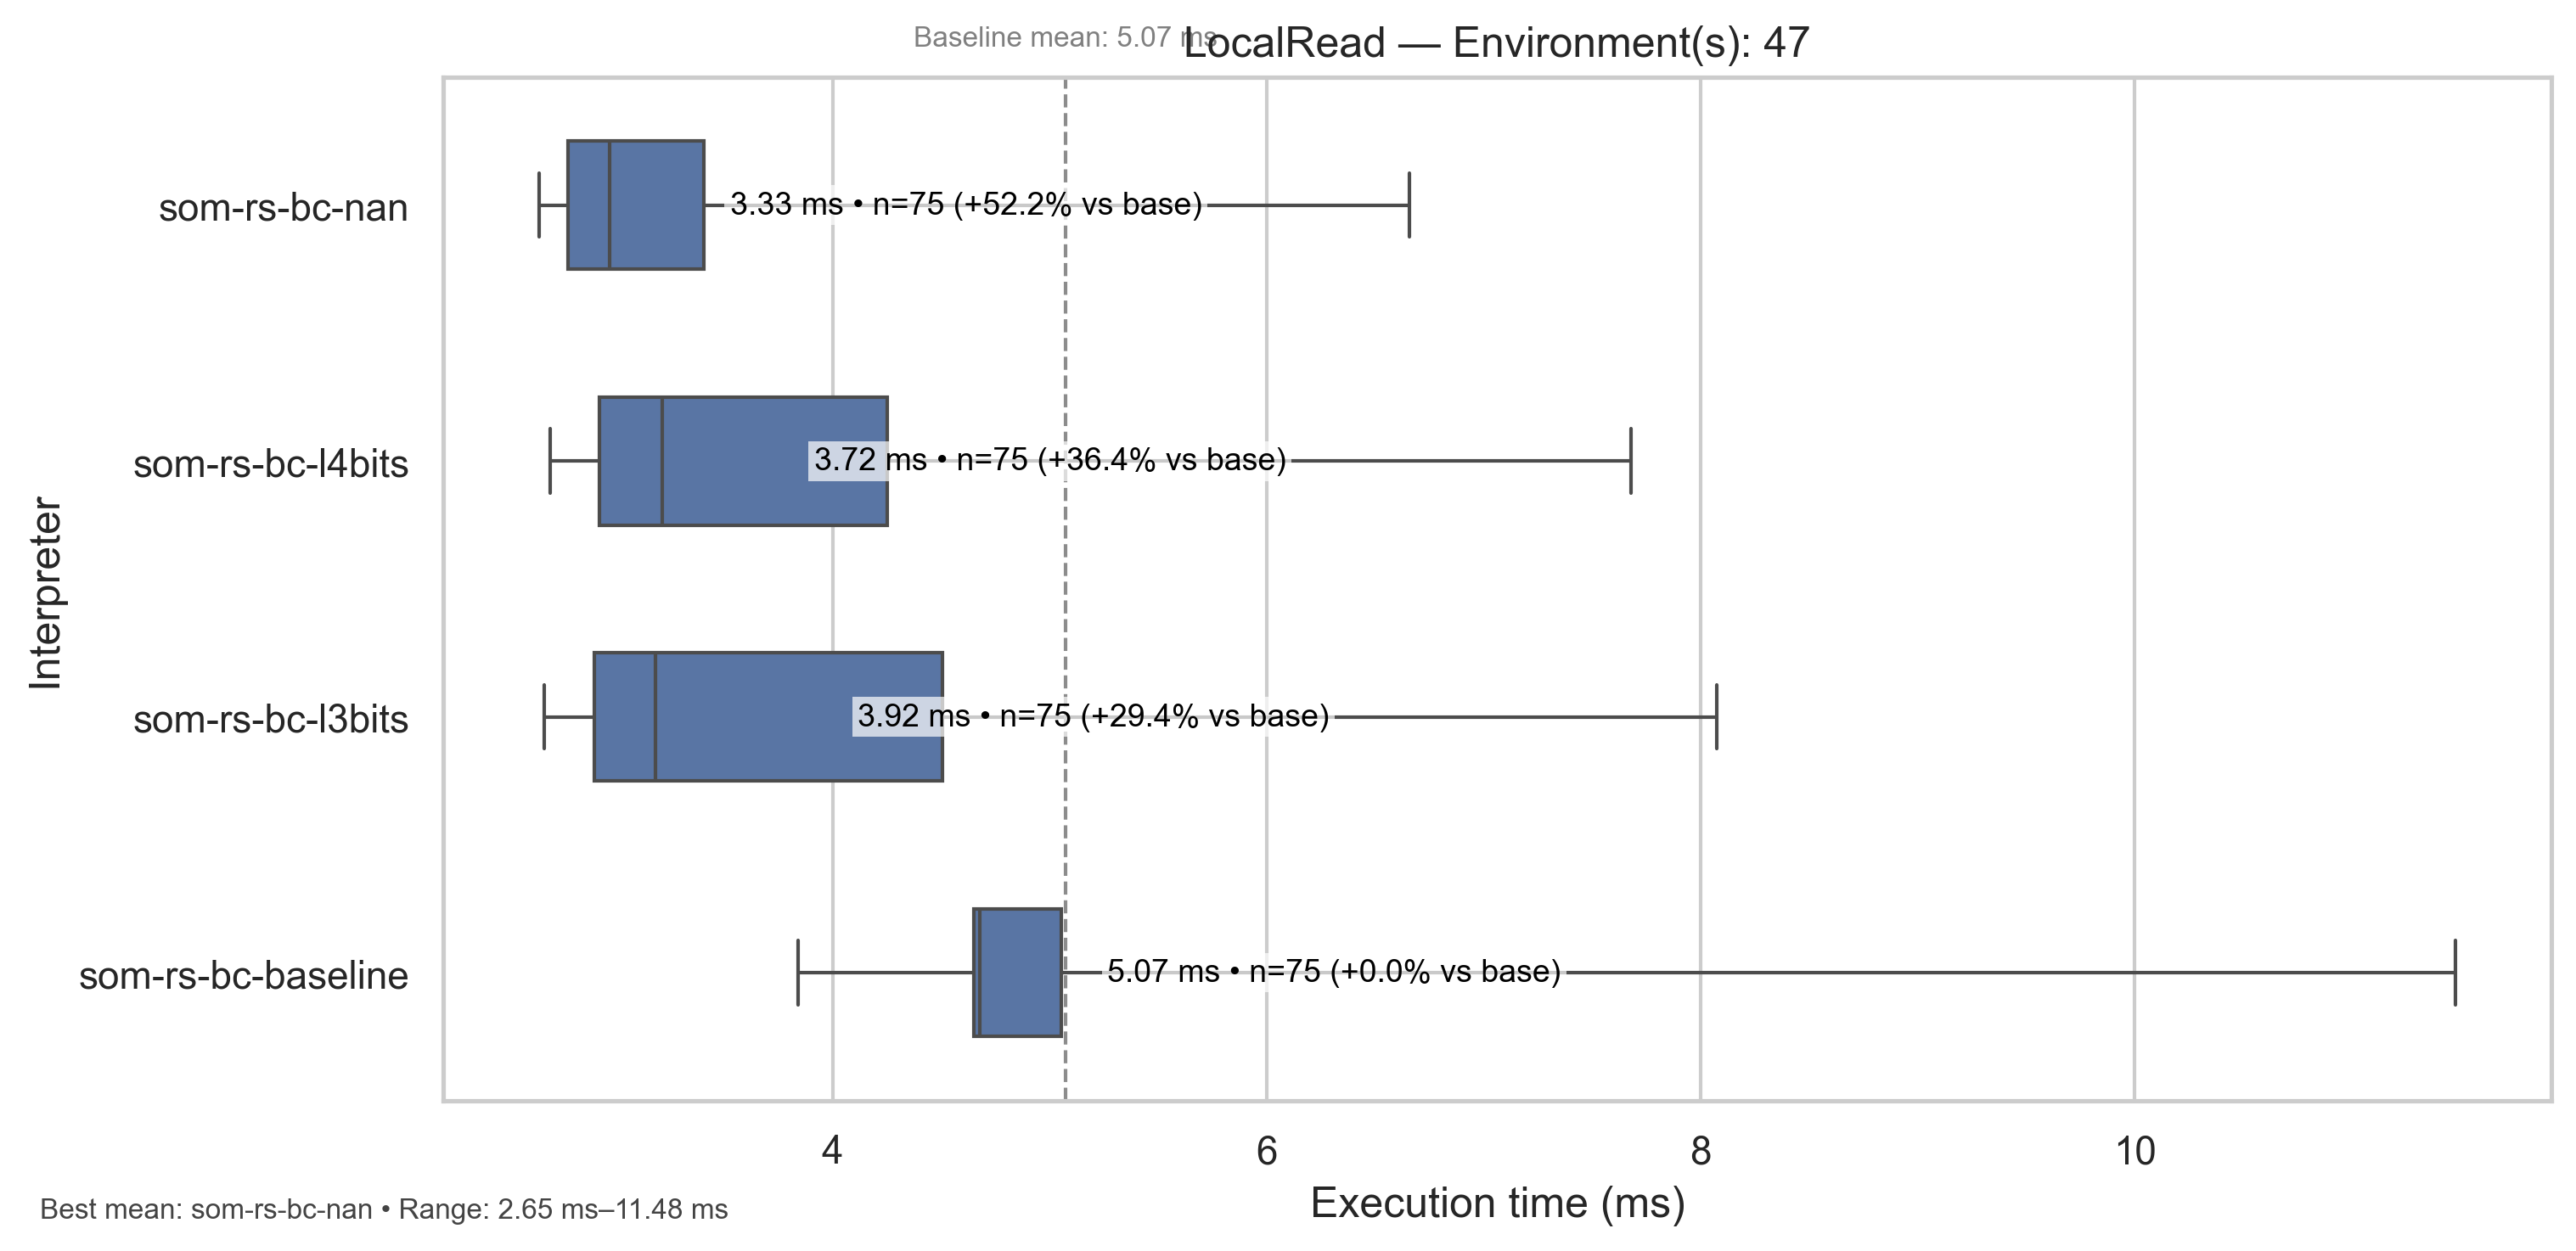 Baseline mean: 5.07 ms
LocalRead — Environment(s): 47
som-rs-bc-nan
3.33 ms • n=75 (+52.2% vs base)
som-rs-bc-l4bits
3.72 ms • n=75 (+36.4% vs base)
Interpreter
som-rs-bc-l3bits
3.92 ms • n=75 (+29.4% vs base)
som-rs-bc-baseline
5.07 ms • n=75 (+0.0% vs base)
4 6 8 10
Execution time (ms)
Best mean: som-rs-bc-nan • Range: 2.65 ms–11.48 ms